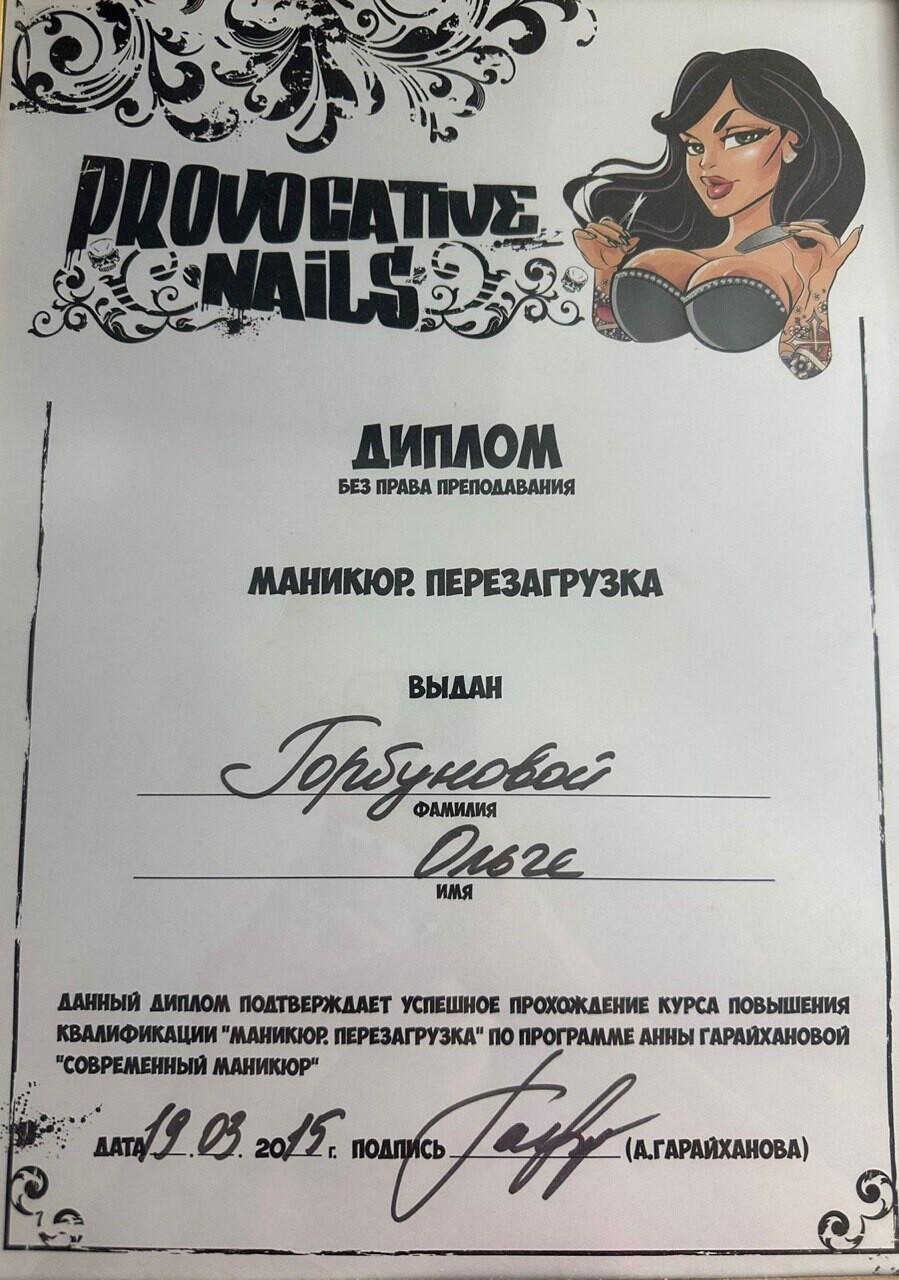 PROVOCATIVE
NAILS
ДИПЛОМ
БЕЗ ПРАВА ПРЕПОДАВАНИЯ
МАНИКЮР. ПЕРЕЗАГРУЗКА
ВЫДАН
Горбуновой
ФАМИЛИЯ
Ольге
ИМЯ
ДАННЫЙ ДИПЛОМ ПОДТВЕРЖДАЕТ УСПЕШНОЕ ПРОХОЖДЕНИЕ КУРСА ПОВЫШЕНИЯ
КВАЛИФИКАЦИИ "МАНИКЮР. ПЕРЕЗАГРУЗКА" ПО ПРОГРАММЕ АННЫ ГАРАЙХАНОВОЙ
"СОВРЕМЕННЫЙ МАНИКЮР"
ДАТА 19.03.2015 г. ПОДПИСЬ (А.ГАРАЙХАНОВА)